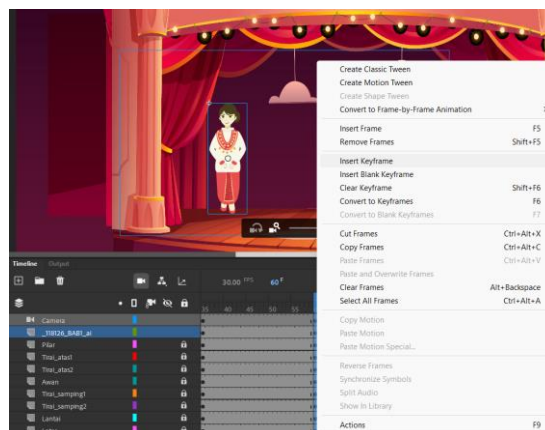 Create Classic Tween
Create Motion Tween
Create Shape Tween
Convert to Frame-by-Frame Animation
Insert Frame F5
Remove Frames Shift+F5
Insert Keyframe
Insert Blank Keyframe
Clear Keyframe Shift+F6
Convert to Keyframes F6
Convert to Blank Keyframes F7
Cut Frames Ctrl+Alt+X
Copy Frames Ctrl+Alt+C
Paste Frames Ctrl+Alt+V
Paste and Overwrite Frames
Clear Frames Alt+Backspace
Select All Frames Ctrl+Alt+A
Copy Motion
Paste Motion
Paste Motion Special...
Reverse Frames
Synchronize Symbols
Split Audio
Show In Library
Actions F9
Timeline Output
30.00 FPS 60 F
35 40 45 50 55
Camera
_118126_BAB1_ai
Pilar
Tirai_atas1
Tirai_atas2
Awan
Tirai_samping1
Tirai_samping2
Lantai